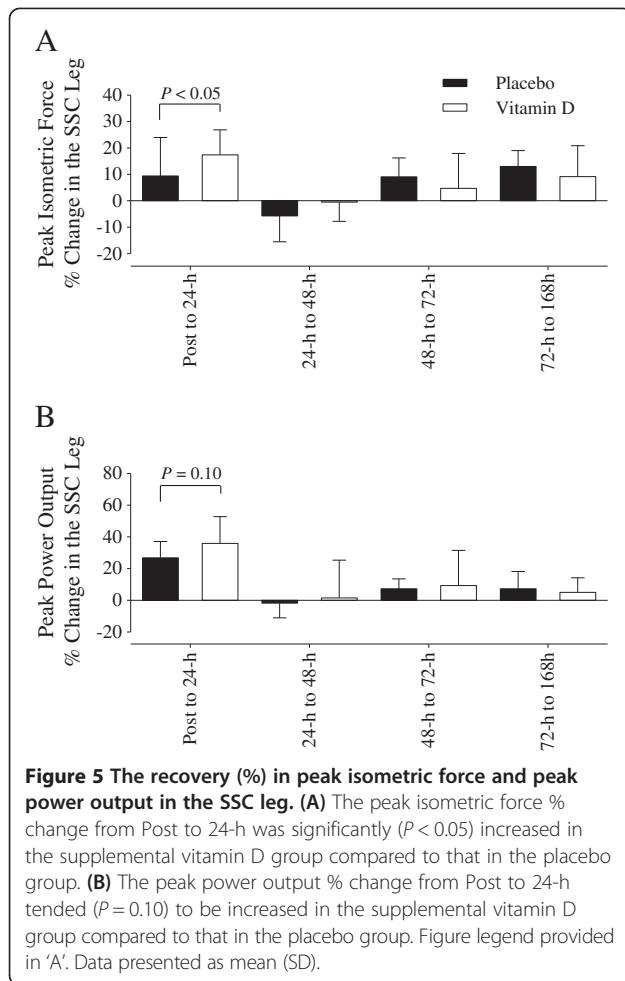 A
Peak Isometric Force
% Change in the SSC Leg
40
30
20
10
0
-10
-20
P < 0.05
Placebo
Vitamin D
Post to 24-h
24-h to 48-h
48-h to 72-h
72-h to 168h
B
Peak Power Output
% Change in the SSC Leg
80
60
40
20
0
-20
P = 0.10
Post to 24-h
24-h to 48-h
48-h to 72-h
72-h to 168h
Figure 5 The recovery (%) in peak isometric force and peak
power output in the SSC leg. (A) The peak isometric force %
change from Post to 24-h was significantly (P < 0.05) increased in
the supplemental vitamin D group compared to that in the placebo
group. (B) The peak power output % change from Post to 24-h
tended (P = 0.10) to be increased in the supplemental vitamin D
group compared to that in the placebo group. Figure legend provided
in ‘A’. Data presented as mean (SD).